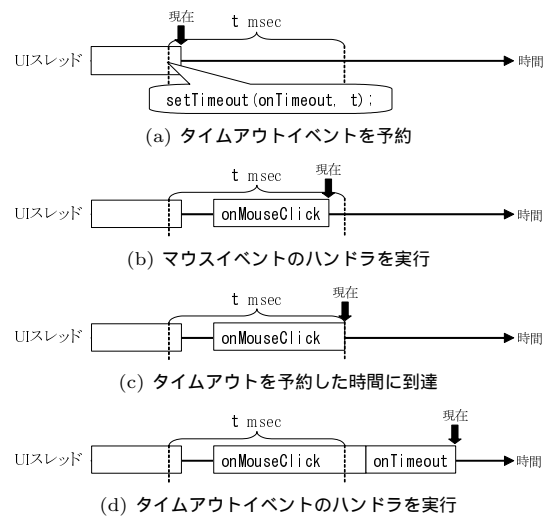 現在
t msec
UIスレッド
時間
setTimeout(onTimeout, t);
(a) タイムアウトイベントを予約
現在
t msec
UIスレッド
onMouseClick
時間
(b) マウスイベントのハンドラを実行
現在
t msec
UIスレッド
onMouseClick
時間
(c) タイムアウトを予約した時間に到達
現在
t msec
UIスレッド
onMouseClick
onTimeout
時間
(d) タイムアウトイベントのハンドラを実行